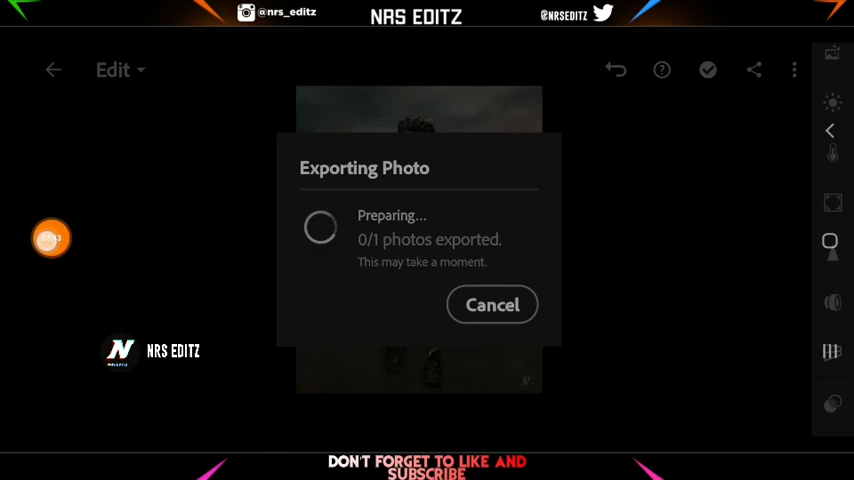 @nrs_editz
NRS EDITZ
@NRSEDITZ
Edit
Exporting Photo
Preparing...
0/1 photos exported.
This may take a moment.
Cancel
NRS EDITZ
DON'T FORGET TO LIKE AND
SUBSCRIBE